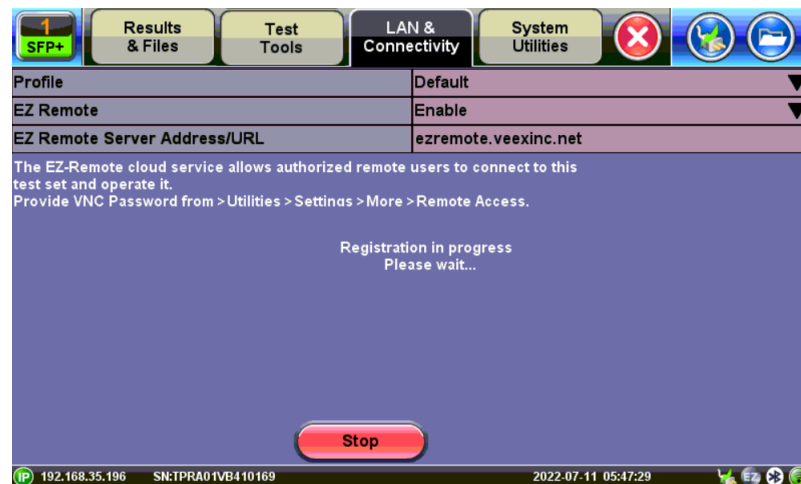 1
SFP+
Results
& Files
Test
Tools
LAN &
Connectivity
System
Utilities
Profile
Default
EZ Remote
Enable
EZ Remote Server Address/URL
ezremote.veexinc.net
The EZ-Remote cloud service allows authorized remote users to connect to this
test set and operate it.
Provide VNC Password from >Utilities >Settings >More >Remote Access.
Registration in progress
Please wait...
Stop
IP 192.168.35.196 SN:TPRA01VB410169 2022-07-11 05:47:29 EZ